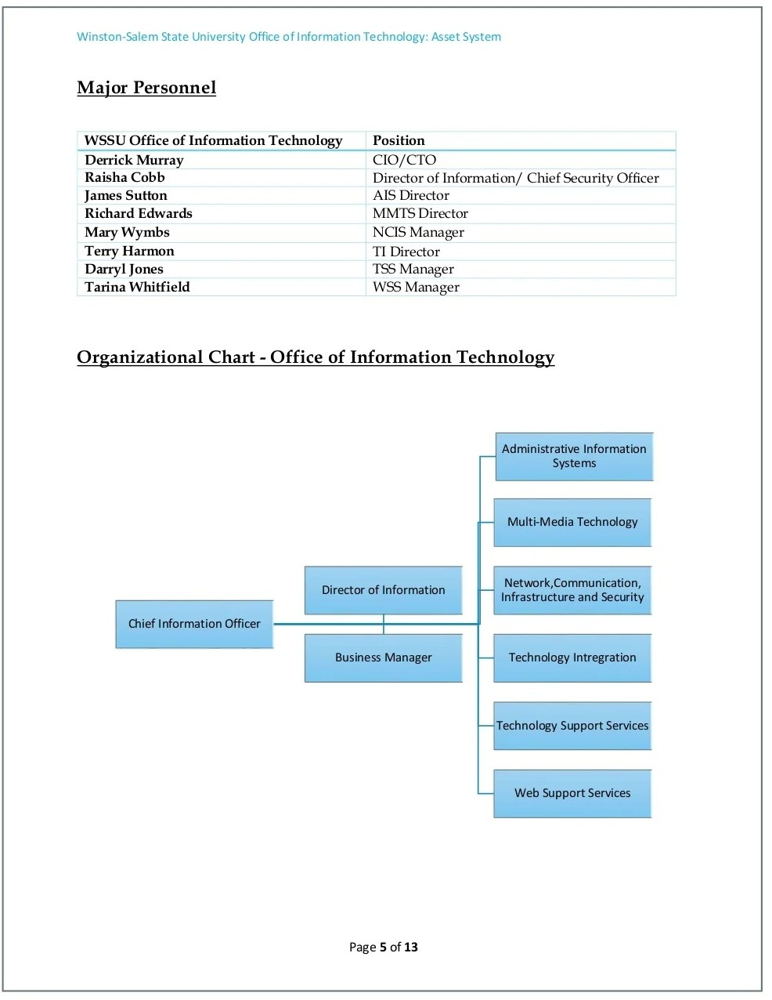 Winston-Salem State University Office of Information Technology: Asset System
Major Personnel
WSSU Office of Information Technology Position
Derrick Murray CIO/CTO
Raisha Cobb Director of Information/ Chief Security Officer
James Sutton AIS Director
Richard Edwards MMTS Director
Mary Wymbs NCIS Manager
Terry Harmon TI Director
Darryl Jones TSS Manager
Tarina Whitfield WSS Manager
Organizational Chart - Office of Information Technology
Chief Information Officer
Director of Information
Business Manager
Administrative Information
Systems
Multi-Media Technology
Network,Communication,
Infrastructure and Security
Technology Intregration
Technology Support Services
Web Support Services
Page 5 of 13